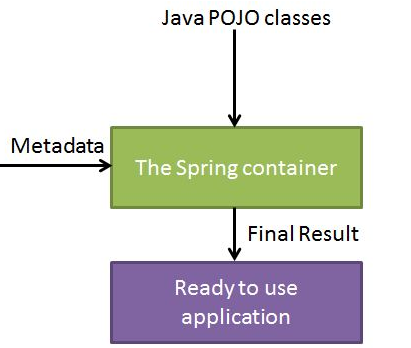 Java POJO classes
Metadata
The Spring container
Final Result
Ready to use
application